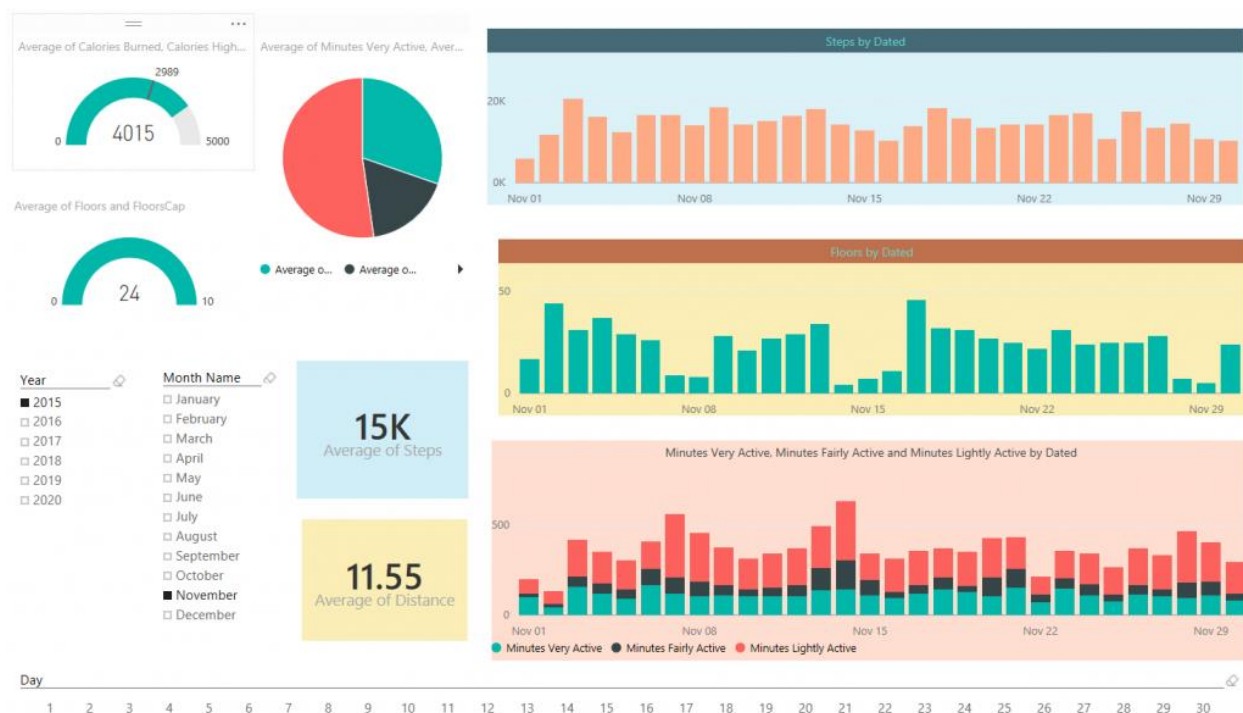 Average of Calories Burned, Calories High...
2989
4015
0
5000
Average of Minutes Very Active, Aver...
Average o...
Average o...
Average of Floors and FloorsCap
24
0
10
Steps by Dated
20K
0K
Nov 01
Nov 08
Nov 15
Nov 22
Nov 29
Floors by Dated
50
0
Nov 01
Nov 08
Nov 15
Nov 22
Nov 29
Year
2015
2016
2017
2018
2019
2020
Month Name
January
February
March
April
May
June
July
August
September
October
November
December
15K
Average of Steps
11.55
Average of Distance
Minutes Very Active, Minutes Fairly Active and Minutes Lightly Active by Dated
500
0
Nov 01
Nov 08
Nov 15
Nov 22
Nov 29
Minutes Very Active Minutes Fairly Active Minutes Lightly Active
Day
1 2 3 4 5 6 7 8 9 10 11 12 13 14 15 16 17 18 19 20 21 22 23 24 25 26 27 28 29 30